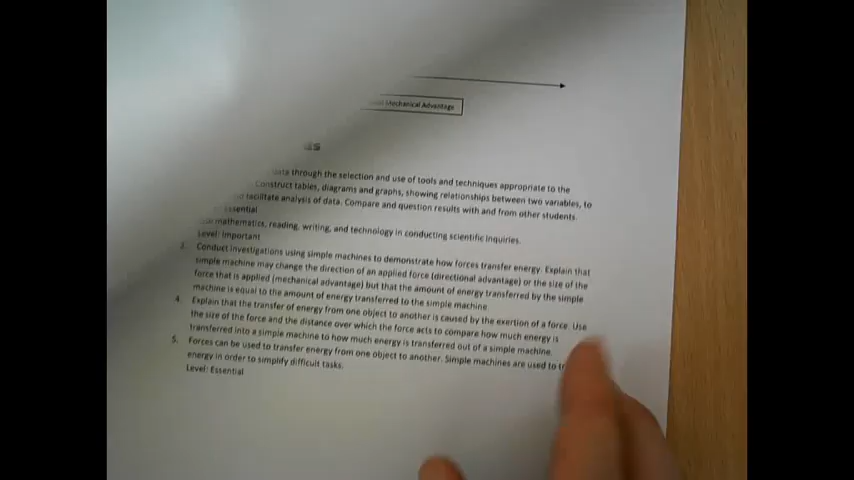 Mechanical Advantage
data through the selection and use of tools and techniques appropriate to the
Construct tables, diagrams and graphs, showing relationships between two variables, to
facilitate analysis of data. Compare and question results with and from other students.
Essential
mathematics, reading, writing, and technology in conducting scientific inquiries.
Level: Important
Conduct investigations using simple machines to demonstrate how forces transfer energy. Explain that
simple machine may change the direction of an applied force (directional advantage) or the size of the
force that is applied (mechanical advantage) but that the amount of energy transferred by the simple
machine is equal to the amount of energy transferred to the simple machine
4. Explain that the transfer of energy from one object to another is caused by the exertion of a force. Use
the size of the force and the distance over which the force acts to compare how much energy is
transferred into a simple machine to how much energy is transferred out of a simple machine.
5. Forces can be used to transfer energy from one object to another. Simple machines are used to
energy in order to simplify difficult tasks.
Level: Essential